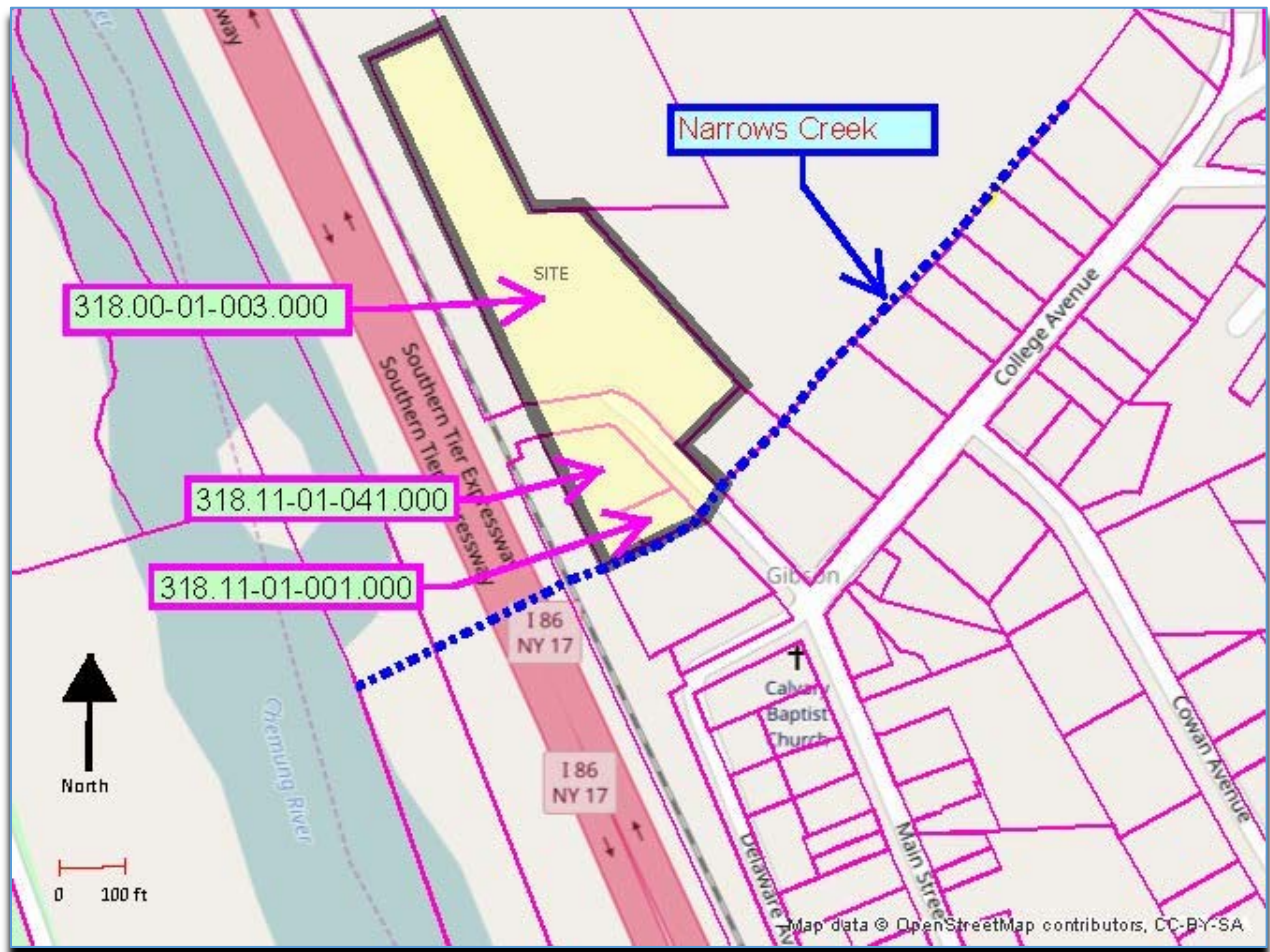 River
way
Narrows Creek
SITE
318.00-01-003.000
College Avenue
Southern Tier Expressway
Southern Tier
pressway
318.11-01-041.000
318.11-01-001.000
Gibson
I 86
NY 17
Calvary
Baptist
Church
Cowan Avenue
Chemung River
North
I 86
NY 17
Main Street
Delaware Av
0 100 ft
Map data © OpenStreetMap contributors, CC-BY-SA